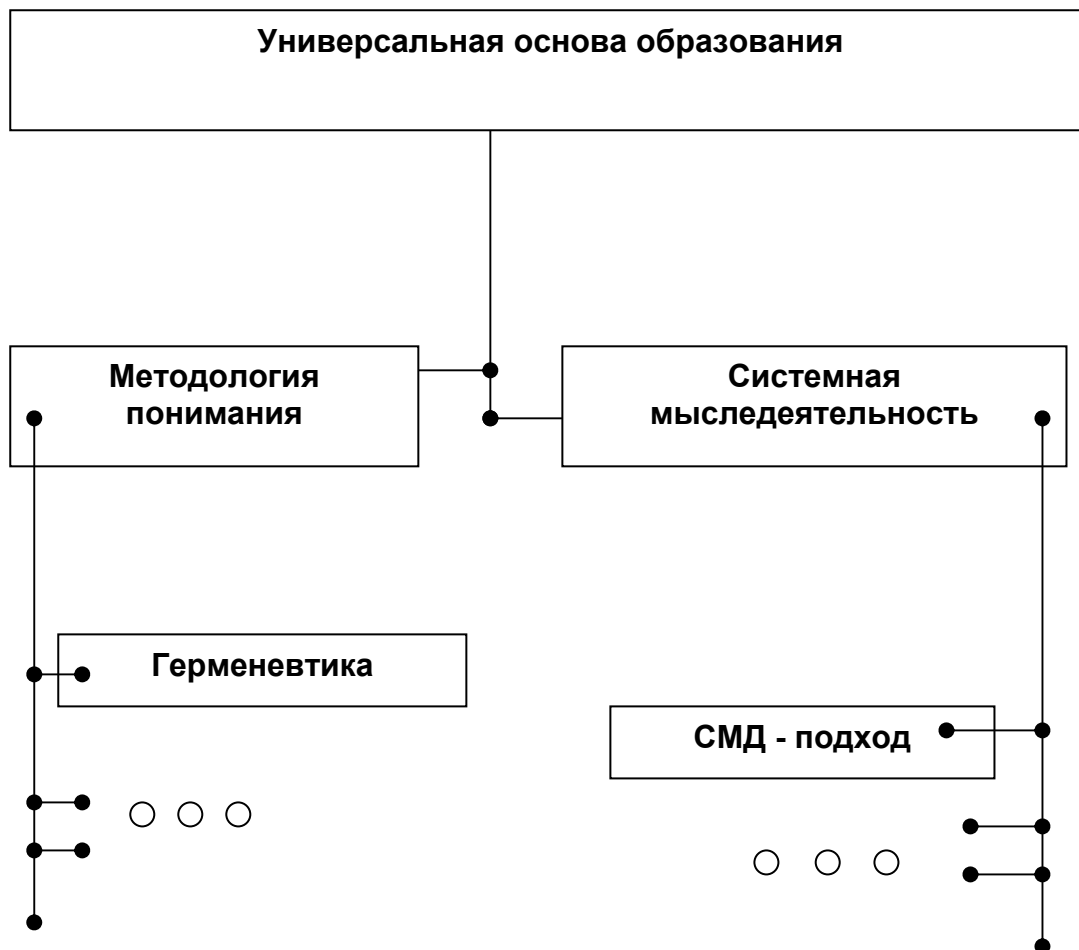 Универсальная основа образования
Методология
понимания
Системная
мыследеятельность
Герменевтика
СМД - подход